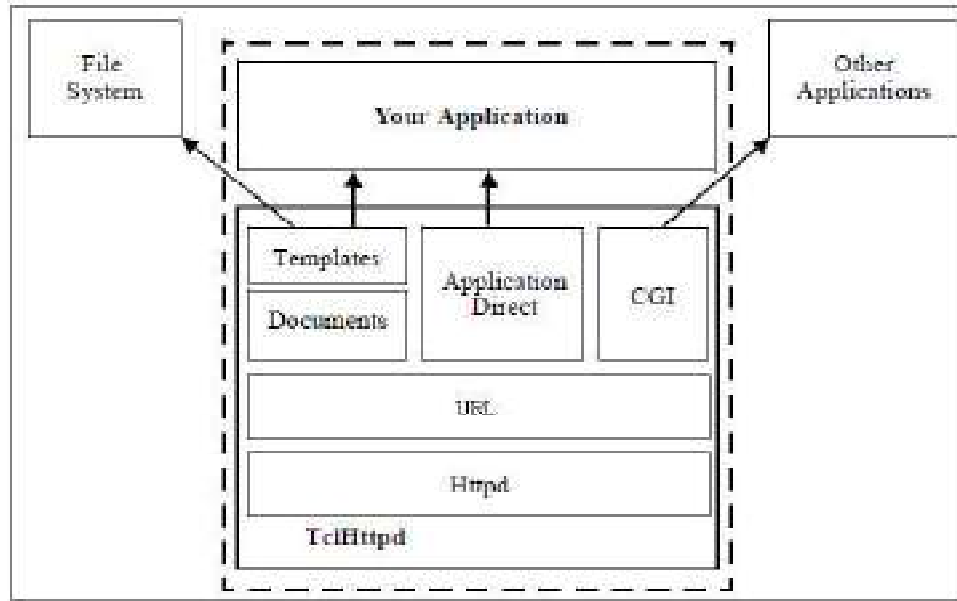 File
System
Your Application
Other
Applications
Templates
Documents
Application
Direct
CGI
URL
Httpd
TclHttpd